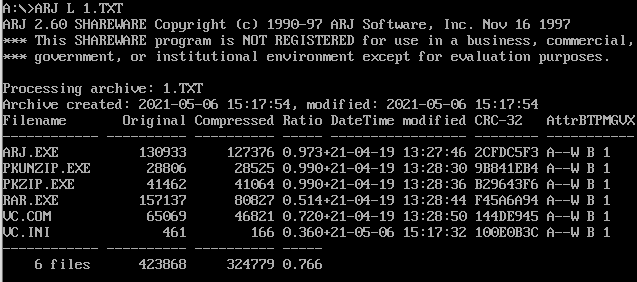 A:\>ARJ L 1.TXT
ARJ 2.60 SHAREWARE Copyright (c) 1990-97 ARJ Software, Inc. Nov 16 1997
*** This SHAREWARE program is NOT REGISTERED for use in a business, commercial,
*** government, or institutional environment except for evaluation purposes.

Processing archive: 1.TXT
Archive created: 2021-05-06 15:17:54, modified: 2021-05-06 15:17:54
Filename       Original Compressed Ratio DateTime modified CRC-32   AttrBTPMGVX
------------ ---------- ---------- ----- ----------------- -------- -----------
ARJ.EXE          130933     127376 0.973+21-04-19 13:27:46 2CFDC5F3 A--W B 1
PKUNZIP.EXE       28806      28525 0.990+21-04-19 13:28:30 9B841EB4 A--W B 1
PKZIP.EXE         41462      41064 0.990+21-04-19 13:28:36 B29643F6 A--W B 1
RAR.EXE          157137      80827 0.514+21-04-19 13:28:44 F45A6A94 A--W B 1
VC.COM            65069      46821 0.720+21-04-19 13:28:50 144DE945 A--W B 1
VC.INI              461        166 0.360+21-05-06 15:17:32 100E0B3C A--W B 1
------------ ---------- ---------- -----
     6 files     423868     324779 0.766